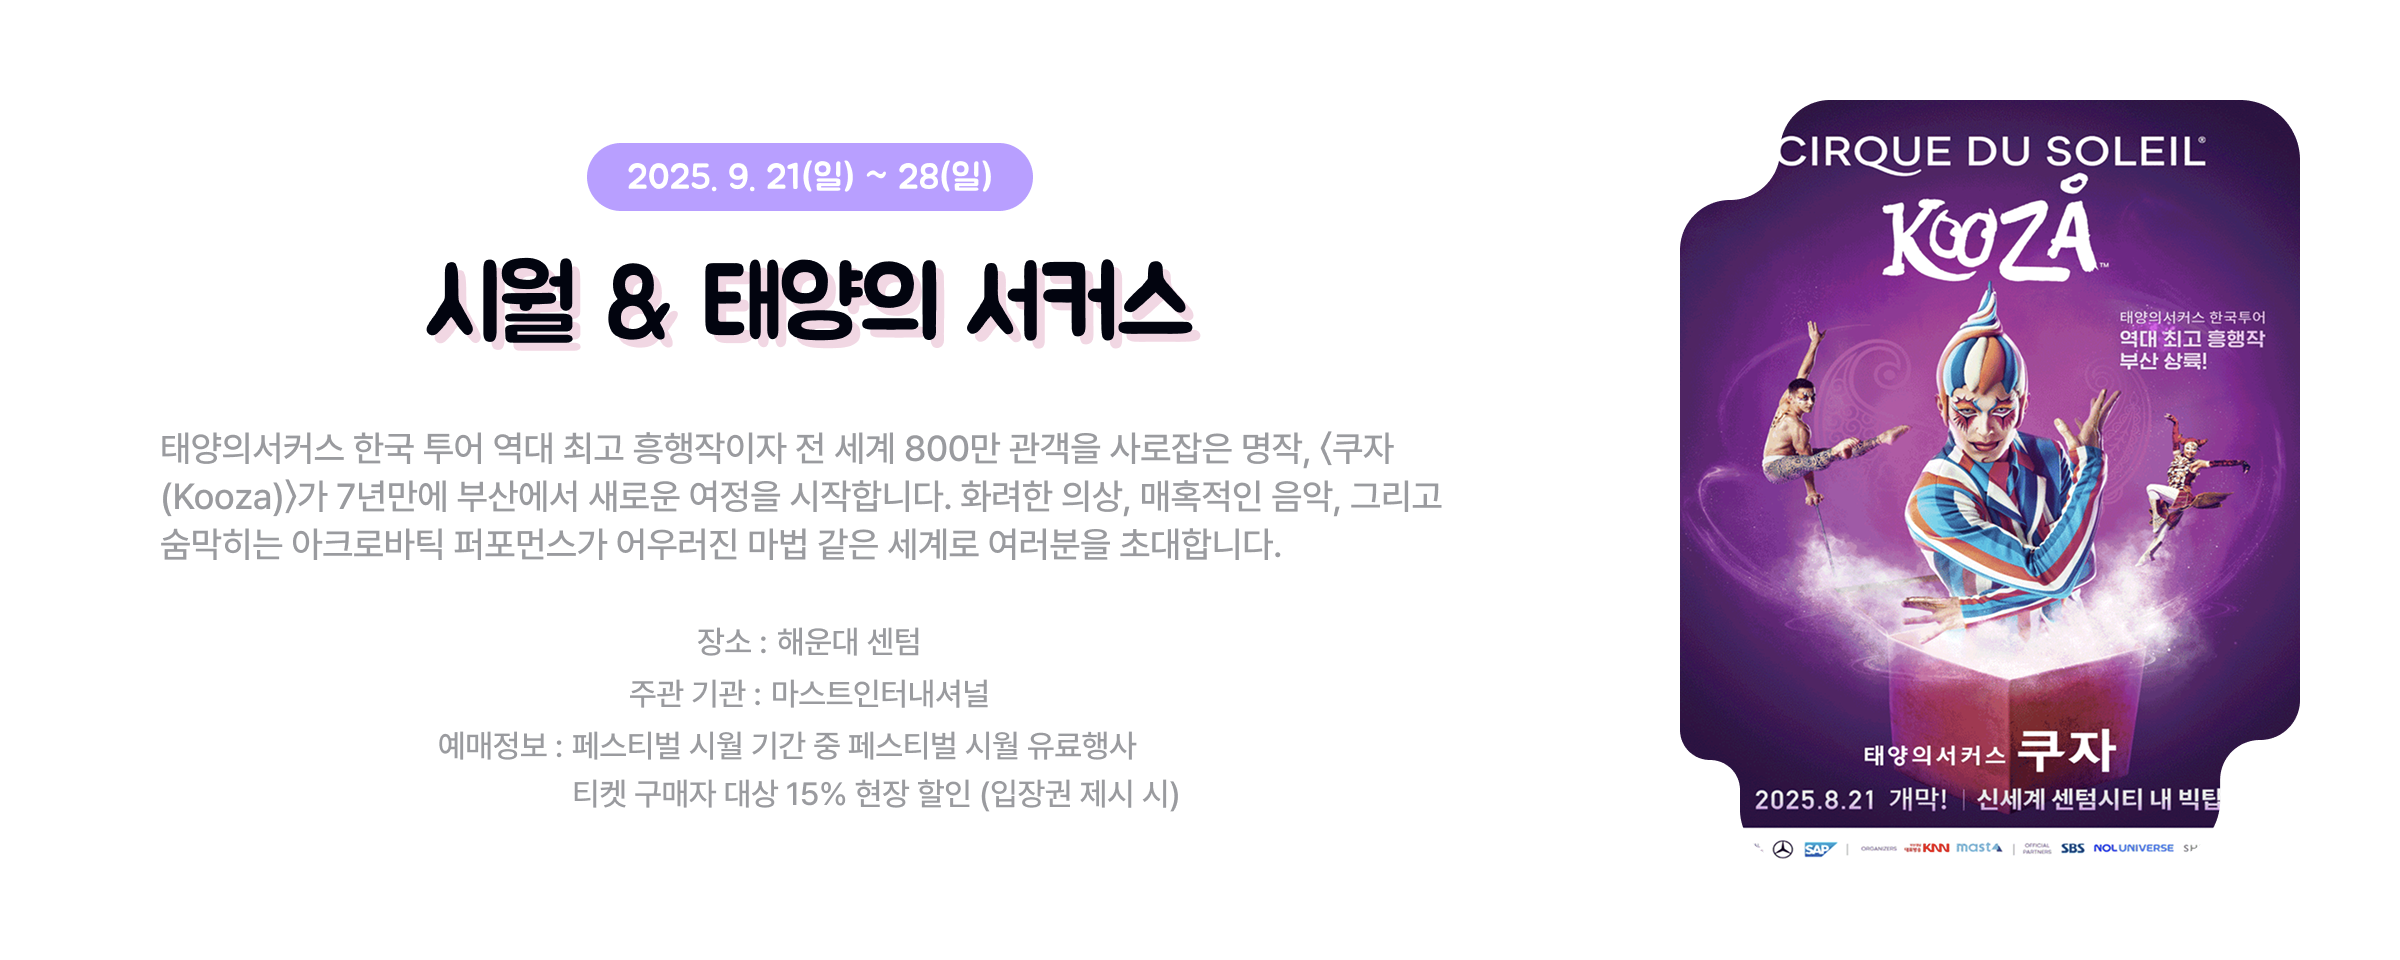 2025. 9. 21(일) ~ 28(일)
시월 & 태양의 서커스
태양의서커스 한국 투어 역대 최고 흥행작이자 전 세계 800만 관객을 사로잡은 명작, 〈쿠자
(Kooza)〉가 7년만에 부산에서 새로운 여정을 시작합니다. 화려한 의상, 매혹적인 음악, 그리고
숨막히는 아크로바틱 퍼포먼스가 어우러진 마법 같은 세계로 여러분을 초대합니다.
장소 : 해운대 센텀
주관 기관 : 마스트인터내셔널
예매정보 : 페스티벌 시월 기간 중 페스티벌 시월 유료행사
티켓 구매자 대상 15% 현장 할인 (입장권 제시 시)
CIRQUE DU SOLEIL®
KOOZA™
태양의서커스 한국투어
역대 최고 흥행작
부산 상륙!
태양의서커스 쿠자
2025.8.21 개막! | 신세계 센텀시티 내 빅탑
SAP | ORGANIZERS KNN mast | OFFICIAL PARTNERS SBS NOL UNIVERSE